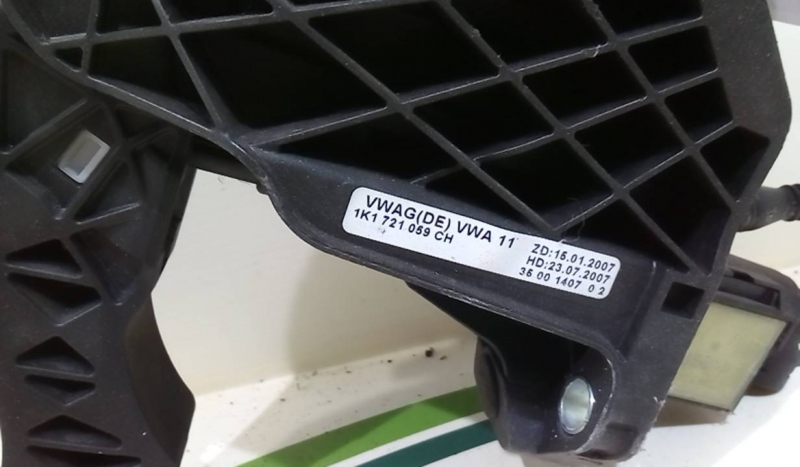 VWAG(DE) VWA 11
1K1 721 059 CH
ZD:15.01.2007
HD:23.07.2007
35 00 1407 0 2